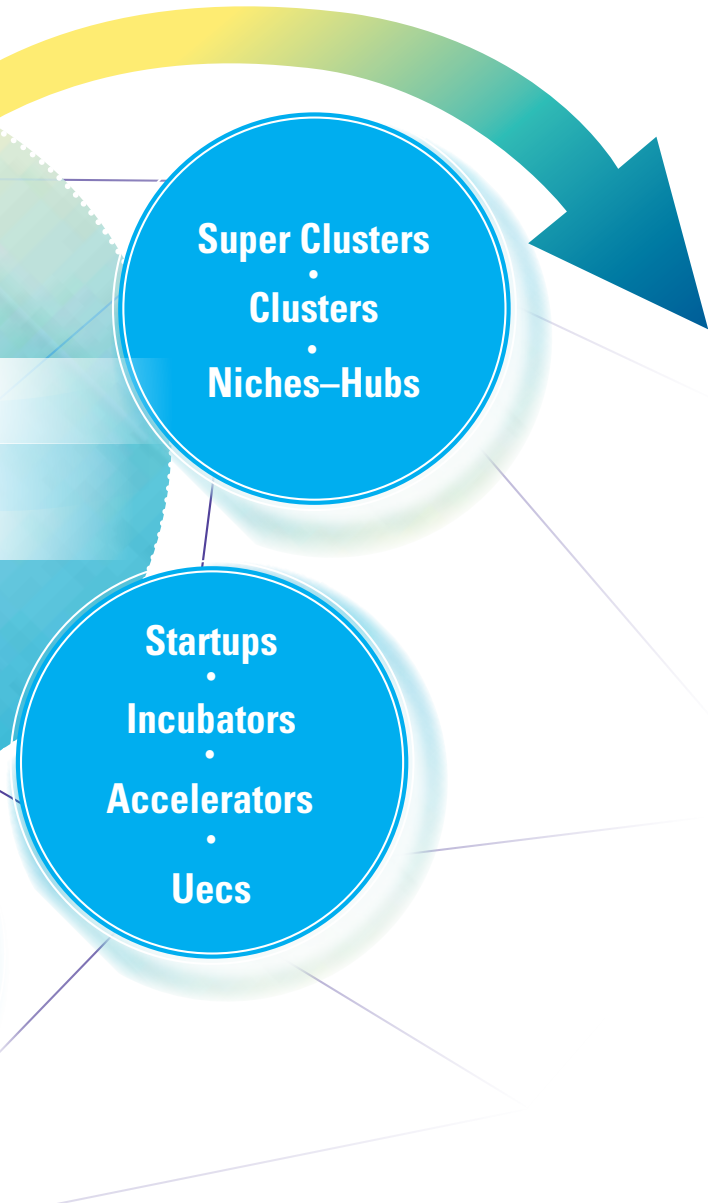 Super Clusters
•
Clusters
•
Niches–Hubs
Startups
•
Incubators
•
Accelerators
•
Uecs